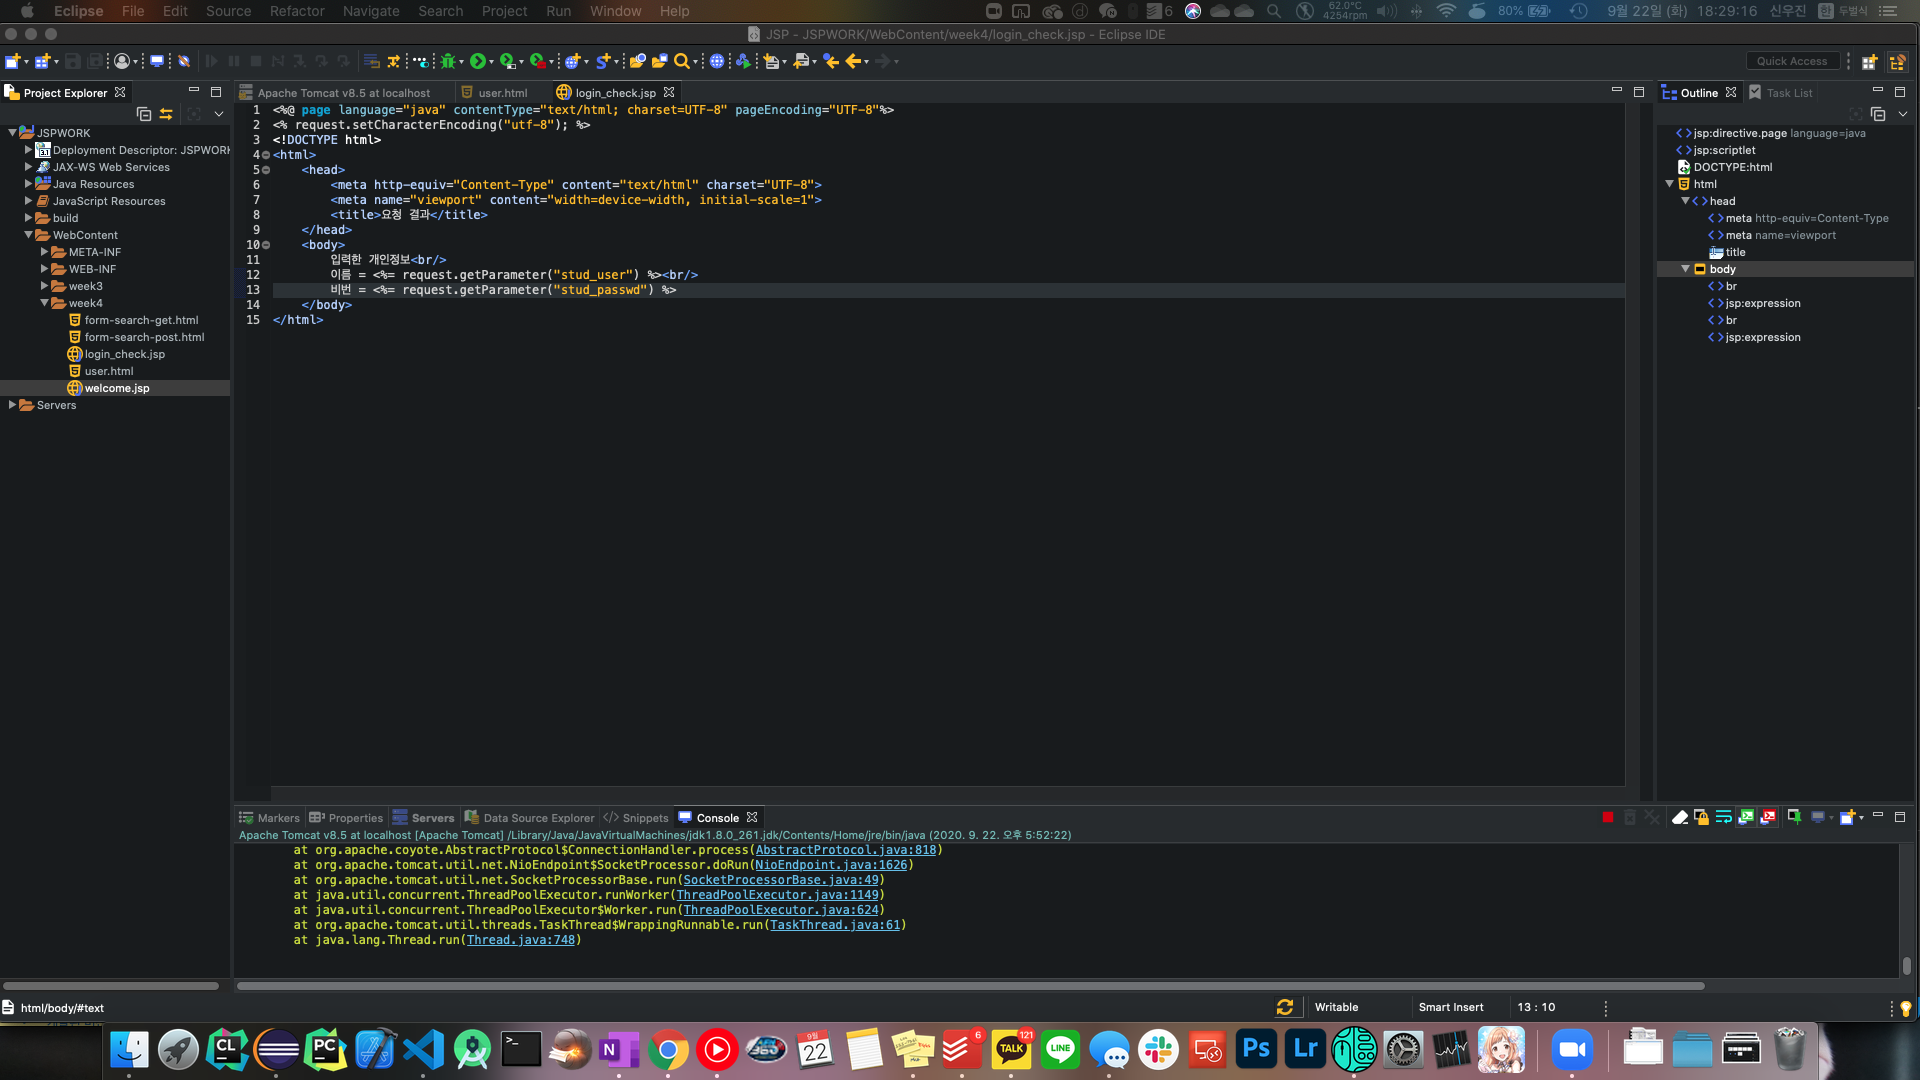 Eclipse File Edit Source Refactor Navigate Search Project Run Window Help
6 62.0°C 4254rpm 80% 9월 22일 (화) 18:29:16 신우진 한 두벌식
JSP - JSPWORK/WebContent/week4/login_check.jsp - Eclipse IDE
Quick Access
Project Explorer
JSPWORK
Deployment Descriptor: JSPWORK
JAX-WS Web Services
Java Resources
JavaScript Resources
build
WebContent
META-INF
WEB-INF
week3
week4
form-search-get.html
form-search-post.html
login_check.jsp
user.html
welcome.jsp
Servers
Apache Tomcat v8.5 at localhost user.html login_check.jsp
1 <%@ page language="java" contentType="text/html; charset=UTF-8" pageEncoding="UTF-8"%>
2 <% request.setCharacterEncoding("utf-8"); %>
3 <!DOCTYPE html>
4 <html>
5 <head>
6 <meta http-equiv="Content-Type" content="text/html" charset="UTF-8">
7 <meta name="viewport" content="width=device-width, initial-scale=1">
8 <title>요청 결과</title>
9 </head>
10 <body>
11 입력한 개인정보<br/>
12 이름 = <%= request.getParameter("stud_user") %><br/>
13 비번 = <%= request.getParameter("stud_passwd") %>
14 </body>
15 </html>
Outline Task List
jsp:directive.page language=java
jsp:scriptlet
DOCTYPE:html
html
head
meta http-equiv=Content-Type
meta name=viewport
title
body
br
jsp:expression
br
jsp:expression
Markers Properties Servers Data Source Explorer Snippets Console
Apache Tomcat v8.5 at localhost [Apache Tomcat] /Library/Java/JavaVirtualMachines/jdk1.8.0_261.jdk/Contents/Home/jre/bin/java (2020. 9. 22. 오후 5:52:22)
at org.apache.coyote.AbstractProtocol$ConnectionHandler.process(AbstractProtocol.java:818)
at org.apache.tomcat.util.net.NioEndpoint$SocketProcessor.doRun(NioEndpoint.java:1626)
at org.apache.tomcat.util.net.SocketProcessorBase.run(SocketProcessorBase.java:49)
at java.util.concurrent.ThreadPoolExecutor.runWorker(ThreadPoolExecutor.java:1149)
at java.util.concurrent.ThreadPoolExecutor$Worker.run(ThreadPoolExecutor.java:624)
at org.apache.tomcat.util.threads.TaskThread$WrappingRunnable.run(TaskThread.java:61)
at java.lang.Thread.run(Thread.java:748)
html/body/#text Writable Smart Insert 13 : 10
CL PC N 9월 22 6 TALK 121 LINE Ps Lr